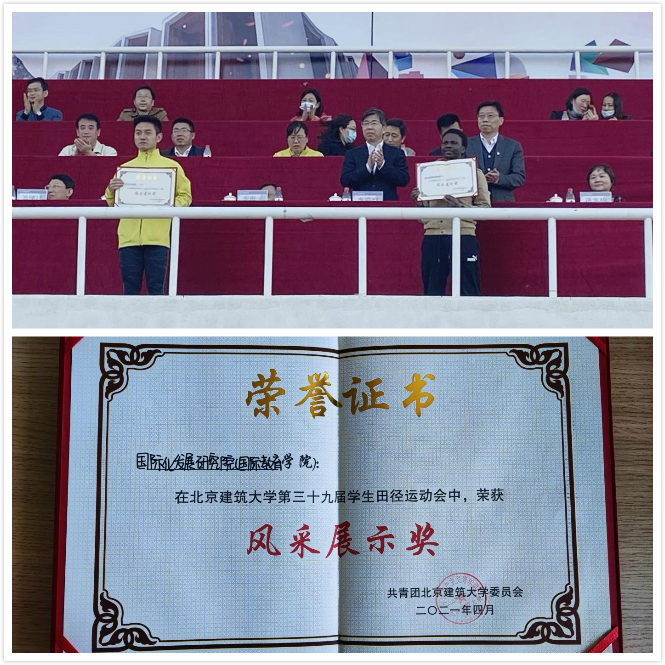 荣誉证书
国际化发展研究院(国际教育学院):
在北京建筑大学第三十九届学生田径运动会中，荣获
风采展示奖
共青团北京建筑大学委员会
二〇二一年四月